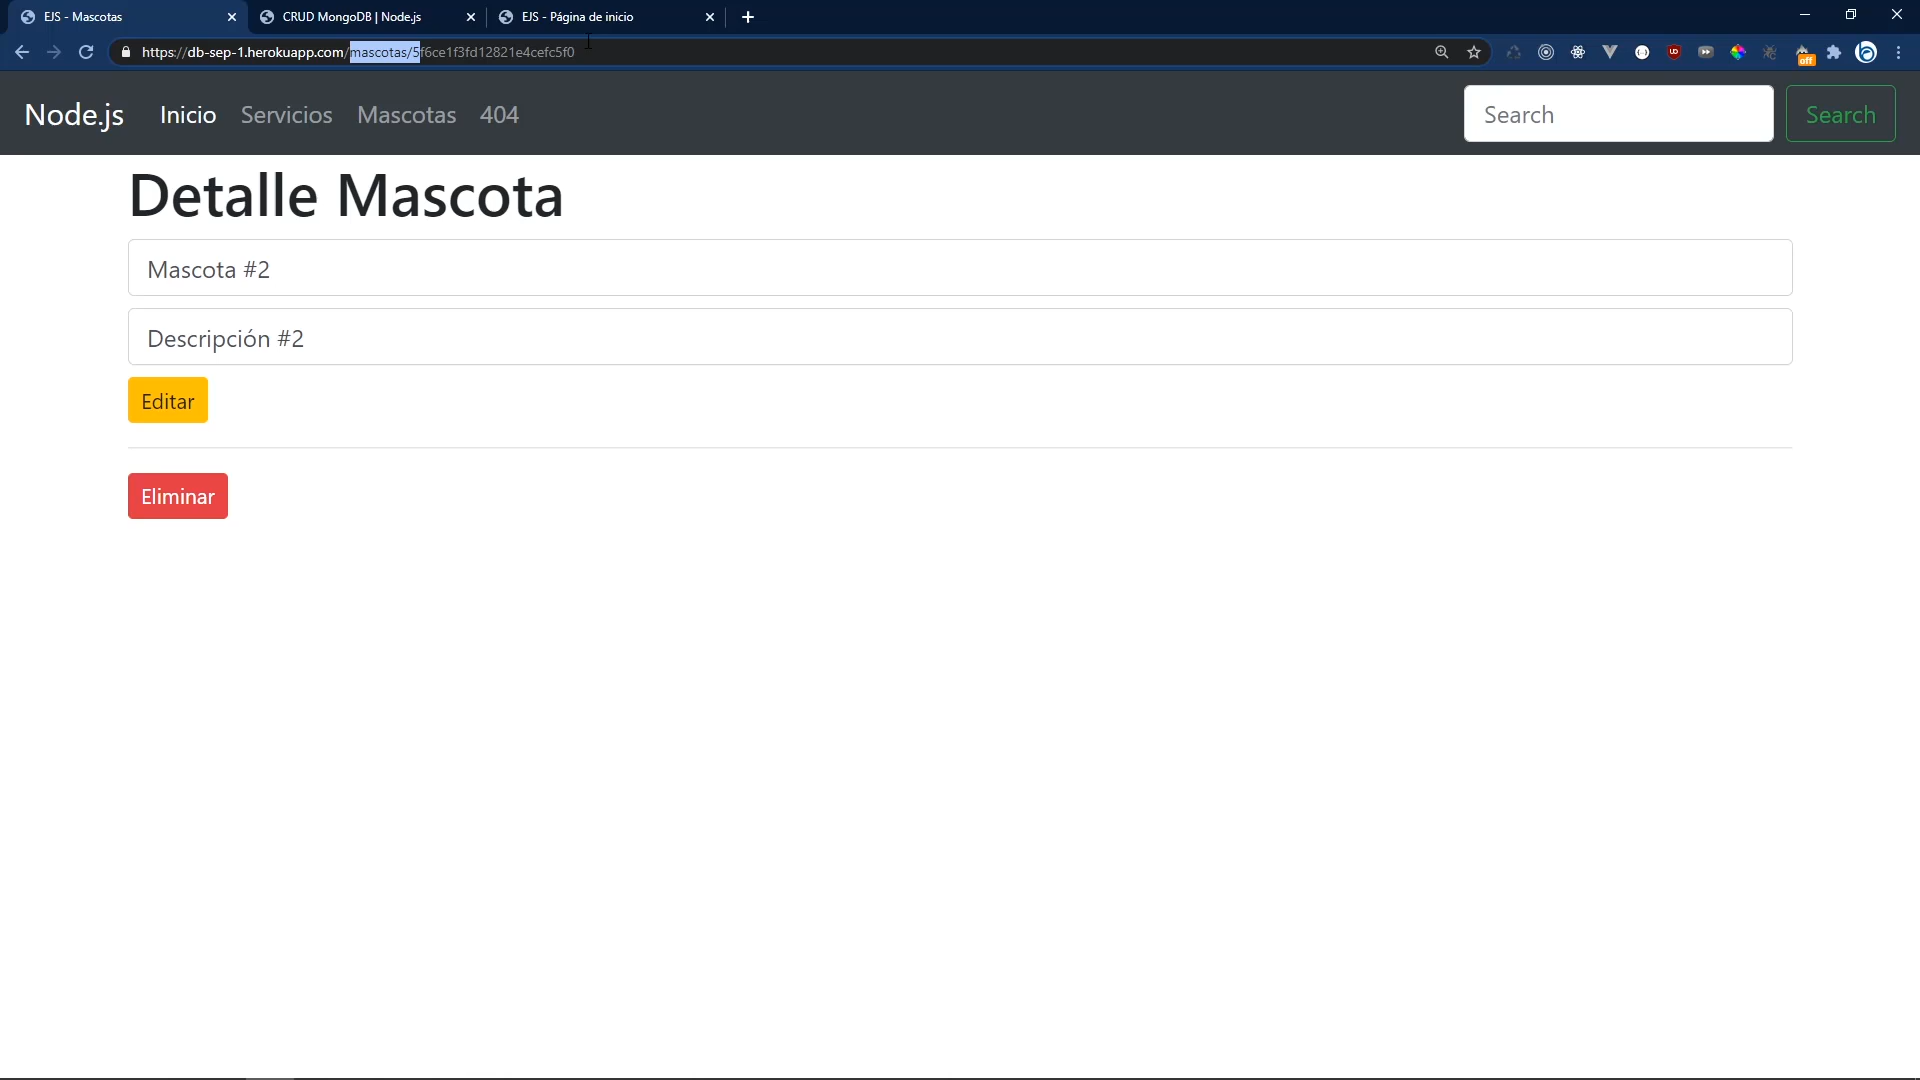 EJS - Mascotas
CRUD MongoDB | Node.js
EJS - Página de inicio
https://db-sep-1.herokuapp.com/mascotas/5f6ce1f3fd12821e4cefc5f0
off
Node.js Inicio Servicios Mascotas 404 Search Search
Detalle Mascota
Mascota #2
Descripción #2
Editar
Eliminar